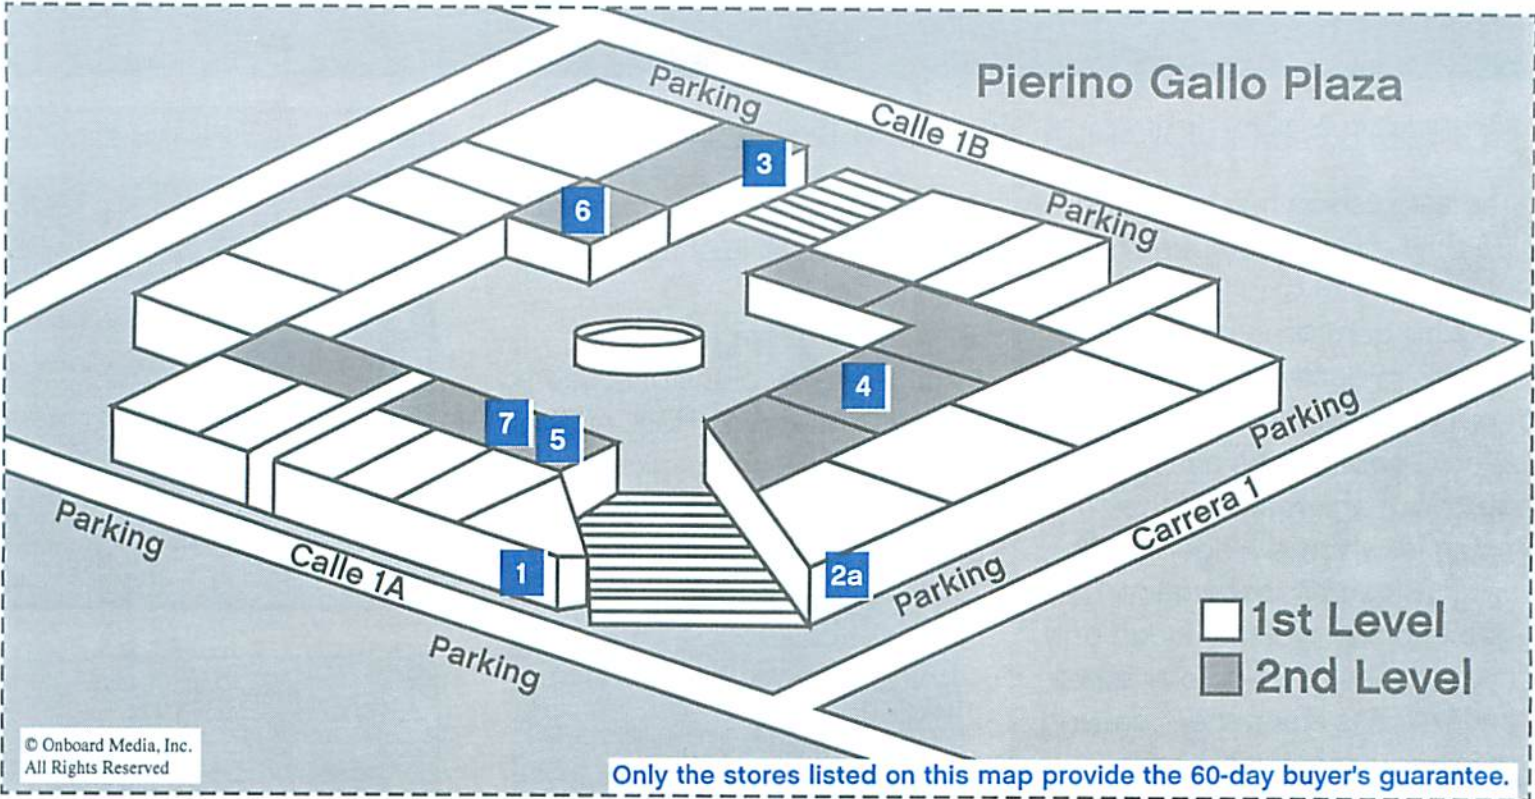 Pierino Gallo Plaza
Parking
Calle 1B
3
Parking
6
4
7
5
Parking
Carrera 1
Parking
Calle 1A
1
2a
Parking
Parking
1st Level
2nd Level
© Onboard Media, Inc.
All Rights Reserved
Only the stores listed on this map provide the 60-day buyer's guarantee.